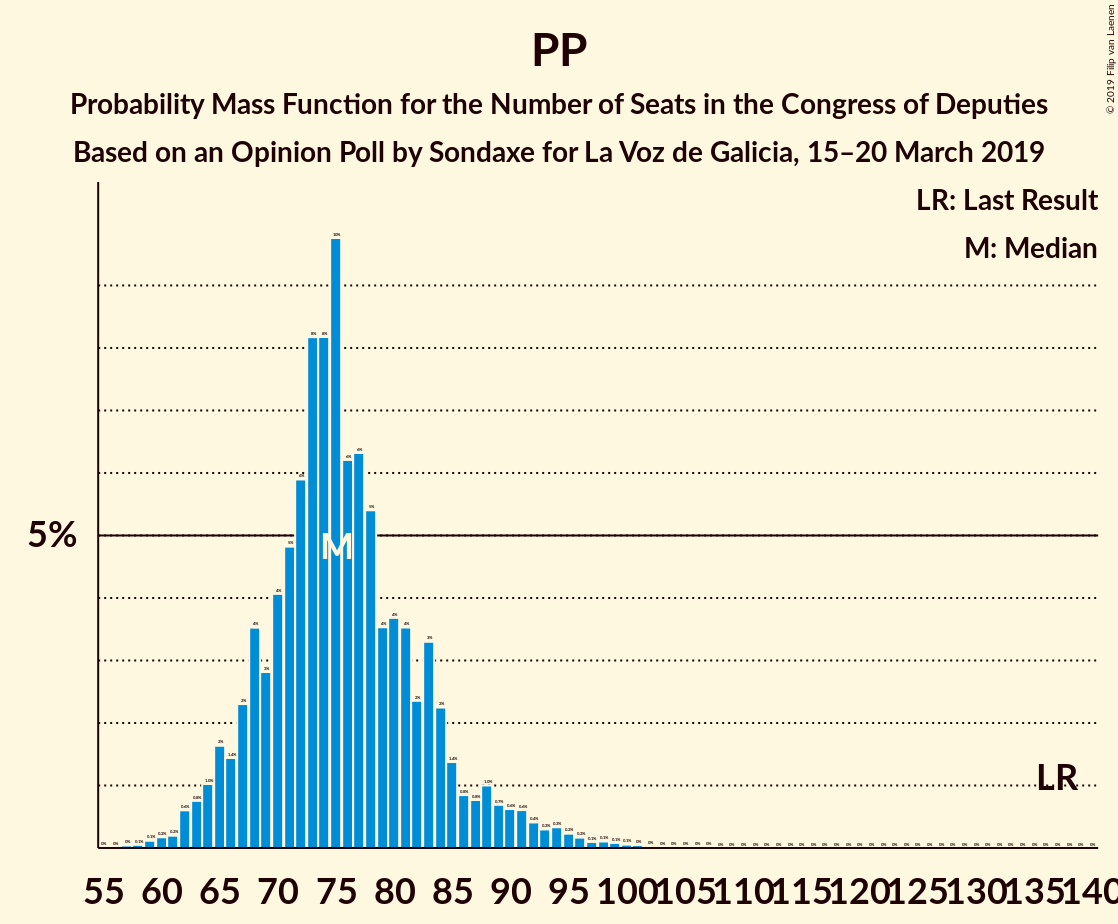 PP
Probability Mass Function for the Number of Seats in the Congress of Deputies
Based on an Opinion Poll by Sondaxe for La Voz de Galicia, 15–20 March 2019
© 2019 Filip van Laenen
LR: Last Result
M: Median
5%
M
LR
55 60 65 70 75 80 85 90 95 100 105 110 115 120 125 130 135 140